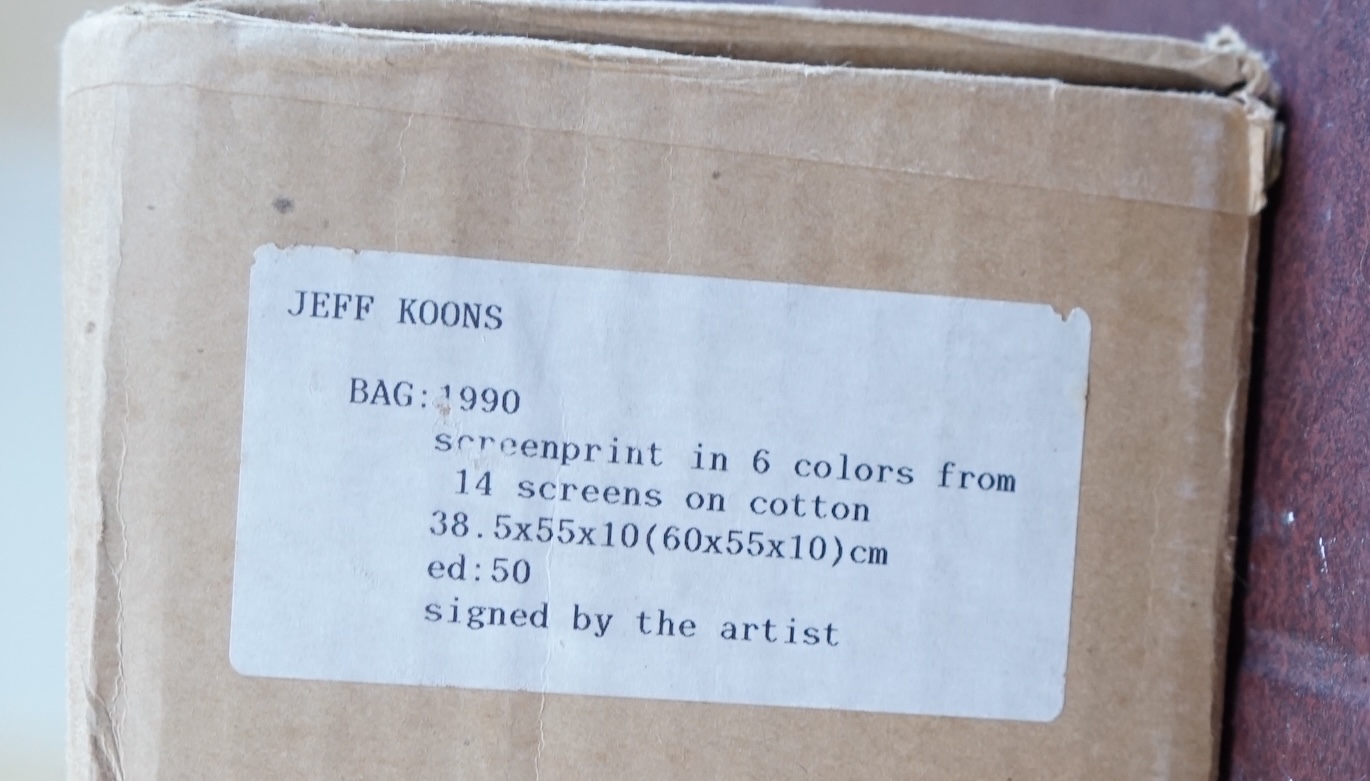 JEFF KOONS
BAG:1990
screenprint in 6 colors from
14 screens on cotton
38.5x55x10(60x55x10)cm
ed:50
signed by the artist